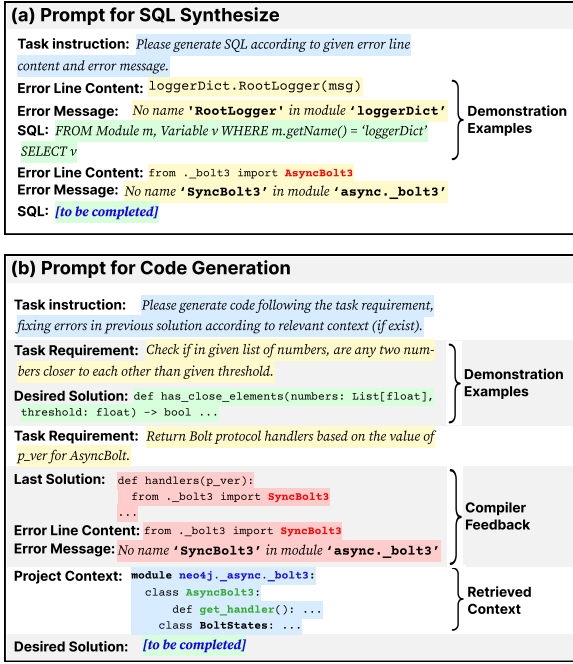 (a) Prompt for SQL Synthesize
Task instruction: Please generate SQL according to given error line
content and error message.
Error Line Content: loggerDict.RootLogger(msg)
Error Message: No name 'RootLogger' in module ‘loggerDict’
SQL: FROM Module m, Variable v WHERE m.getName() = ‘loggerDict’
SELECT v
Demonstration
Examples
Error Line Content: from ._bolt3 import AsyncBolt3
Error Message: No name ‘SyncBolt3’ in module ‘async._bolt3’
SQL: [to be completed]
(b) Prompt for Code Generation
Task instruction: Please generate code following the task requirement,
fixing errors in previous solution according to relevant context (if exist).
Task Requirement: Check if in given list of numbers, are any two num-
bers closer to each other than given threshold.
Desired Solution: def has_close_elements(numbers: List[float],
threshold: float) -> bool ...
Demonstration
Examples
Task Requirement: Return Bolt protocol handlers based on the value of
p_ver for AsyncBolt.
Last Solution: def handlers(p_ver):
from ._bolt3 import SyncBolt3
...
Error Line Content: from ._bolt3 import SyncBolt3
Error Message: No name ‘SyncBolt3’ in module ‘async._bolt3’
Compiler
Feedback
Project Context: module neo4j._async._bolt3:
class AsyncBolt3:
def get_handler(): ...
class BoltStates: ...
Retrieved
Context
Desired Solution: [to be completed]